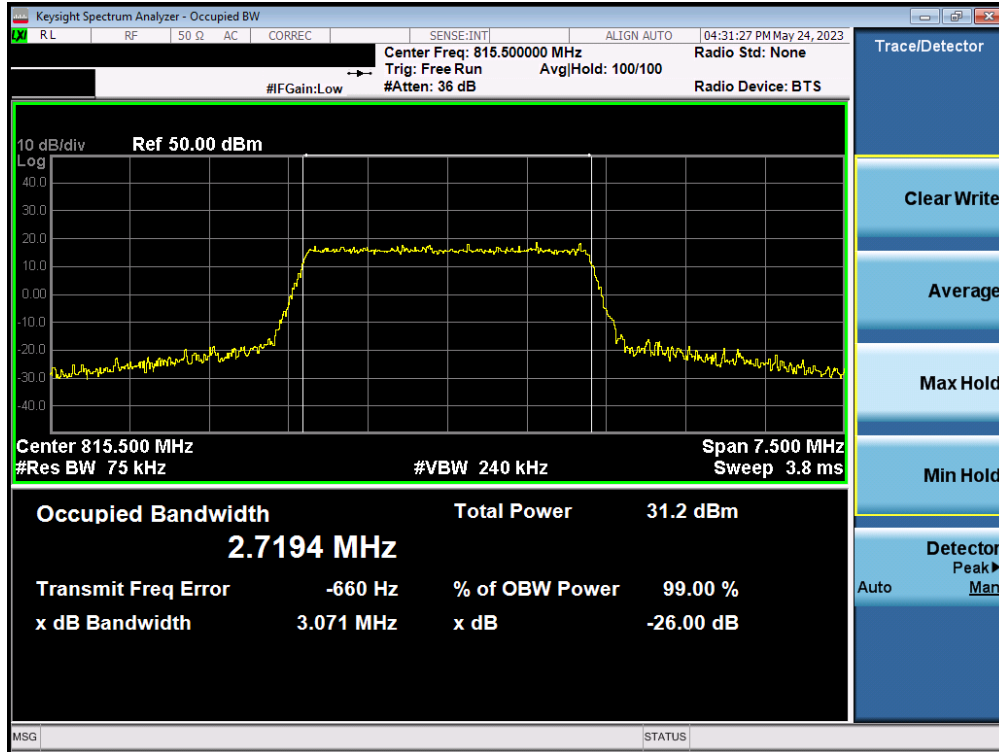 Keysight Spectrum Analyzer - Occupied BW
LXI RL RF 50 Ω AC CORREC SENSE:INT ALIGN AUTO 04:31:27 PM May 24, 2023
Center Freq: 815.500000 MHz Radio Std: None
Trig: Free Run Avg|Hold: 100/100
#IFGain:Low #Atten: 36 dB Radio Device: BTS
Trace/Detector
10 dB/div Ref 50.00 dBm
Log
40.0
30.0
20.0
10.0
0.00
-10.0
-20.0
-30.0
-40.0
Center 815.500 MHz Span 7.500 MHz
#Res BW 75 kHz #VBW 240 kHz Sweep 3.8 ms
Occupied Bandwidth Total Power 31.2 dBm
2.7194 MHz
Transmit Freq Error -660 Hz % of OBW Power 99.00 %
x dB Bandwidth 3.071 MHz x dB -26.00 dB
Clear Write
Average
Max Hold
Min Hold
Detector
Peak▶
Auto Man
MSG STATUS